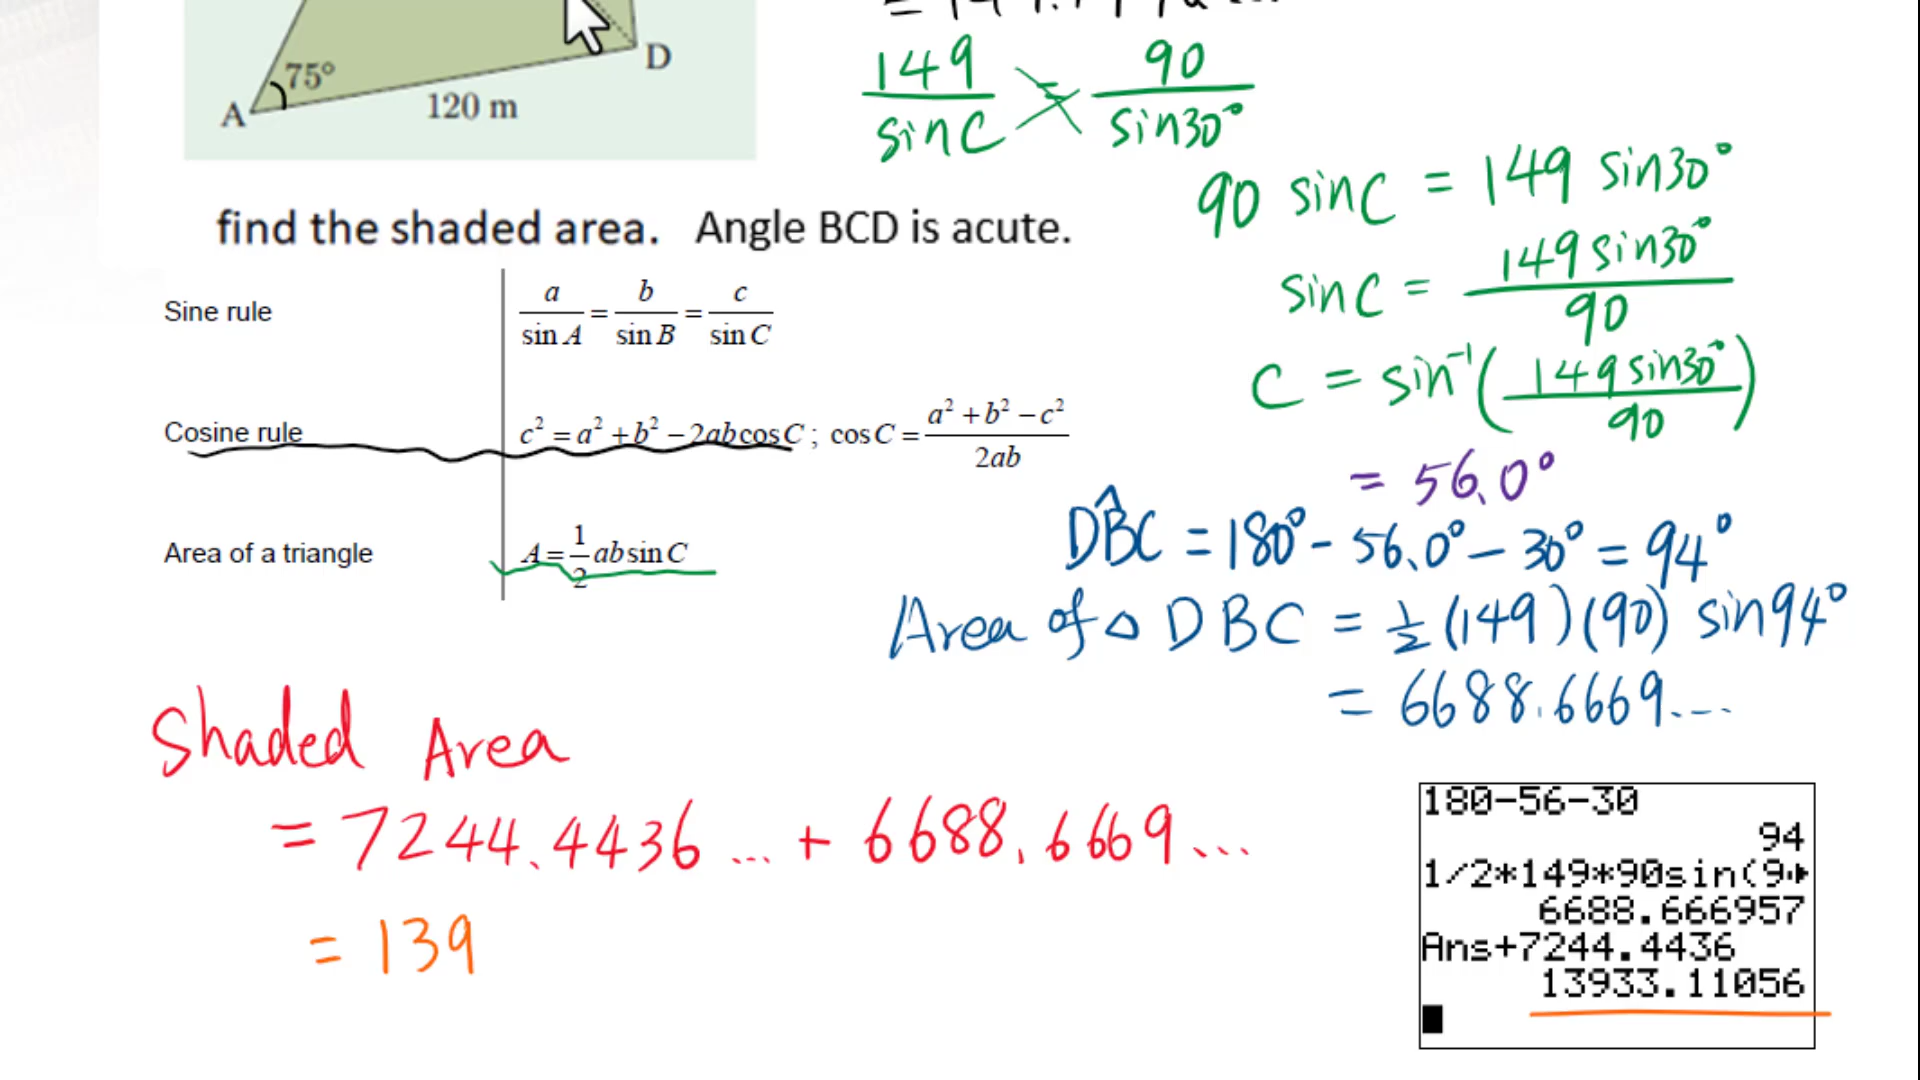 75°
A
120 m
D
find the shaded area. Angle BCD is acute.
Sine rule
a/sin A = b/sin B = c/sin C
Cosine rule
c² = a² + b² − 2ab cos C ; cos C = (a² + b² − c²)/2ab
Area of a triangle
A = 1/2 ab sin C
149/sin C = 90/sin30°
90 sin C = 149 sin30°
sin C = 149 sin30°/90
C = sin⁻¹(149 sin30°/90)
= 56.0°
DB̂C = 180° - 56.0° - 30° = 94°
Area of △ DBC = ½ (149)(90) sin94°
= 6688.6669...
Shaded Area
= 7244.4436... + 6688.6669...
= 139
180-56-30
94
1/2*149*90sin(9
6688.666957
Ans+7244.4436
13933.11056